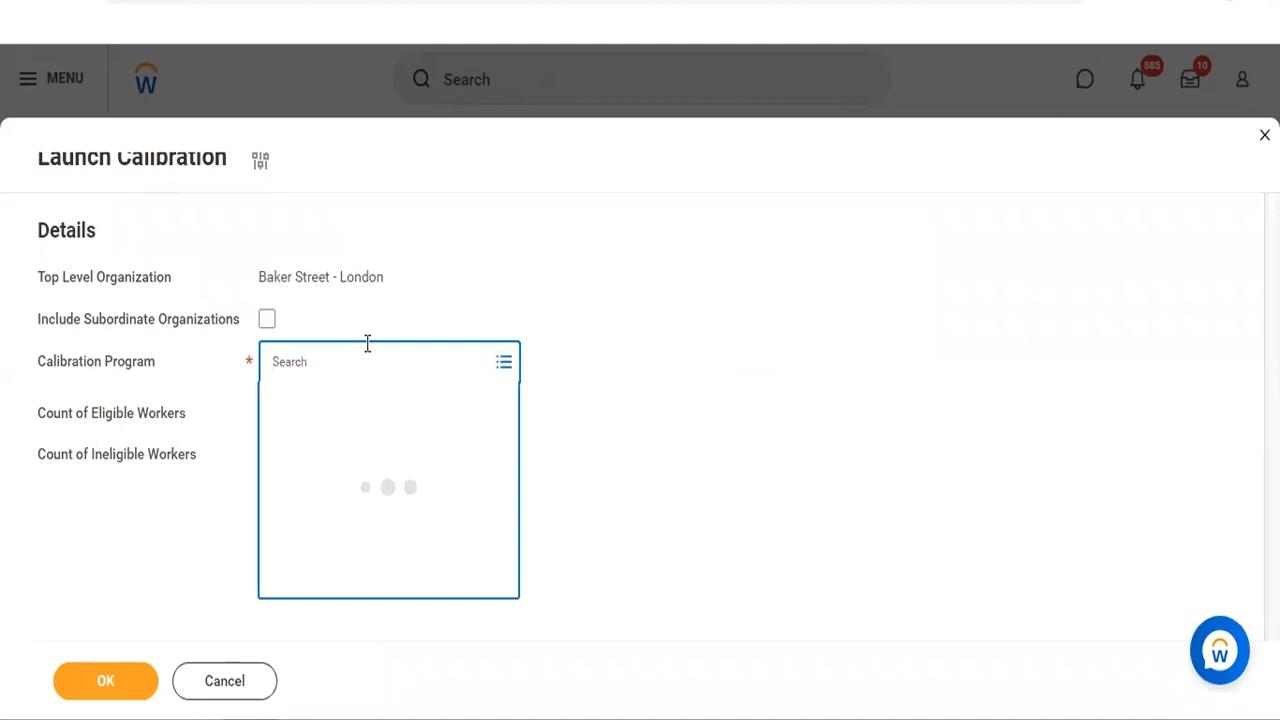 MENU
Search
585
10
Launch Calibration
Details
Top Level Organization
Baker Street - London
Include Subordinate Organizations
Calibration Program
*
Search
Count of Eligible Workers
Count of Ineligible Workers
OK
Cancel